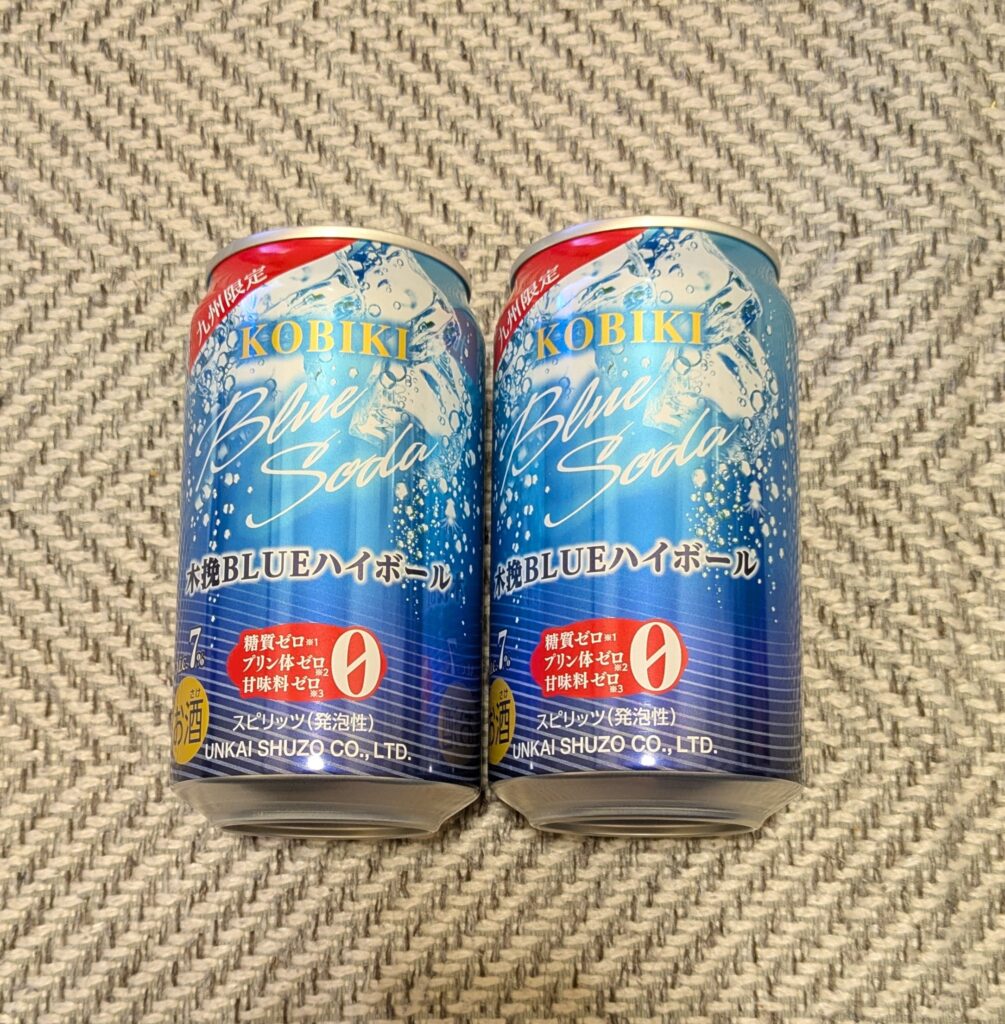 九州限定
KOBIKI
Blue
Soda
木挽BLUEハイボール
7%
糖質ゼロ※1
プリン体ゼロ※2
甘味料ゼロ※3
0
さけ
お酒
スピリッツ(発泡性)
UNKAI SHUZO CO., LTD.
九州限定
KOBIKI
Blue
Soda
木挽BLUEハイボール
7%
糖質ゼロ※1
プリン体ゼロ※2
甘味料ゼロ※3
0
さけ
お酒
スピリッツ(発泡性)
UNKAI SHUZO CO., LTD.